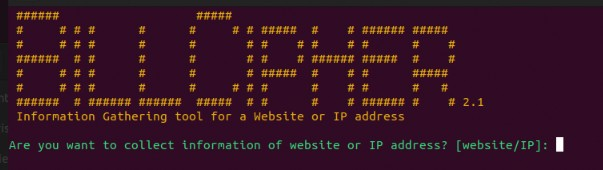 BILLCIPHER
2.1
Information Gathering tool for a Website or IP address
Are you want to collect information of website or IP address? [website/IP]: